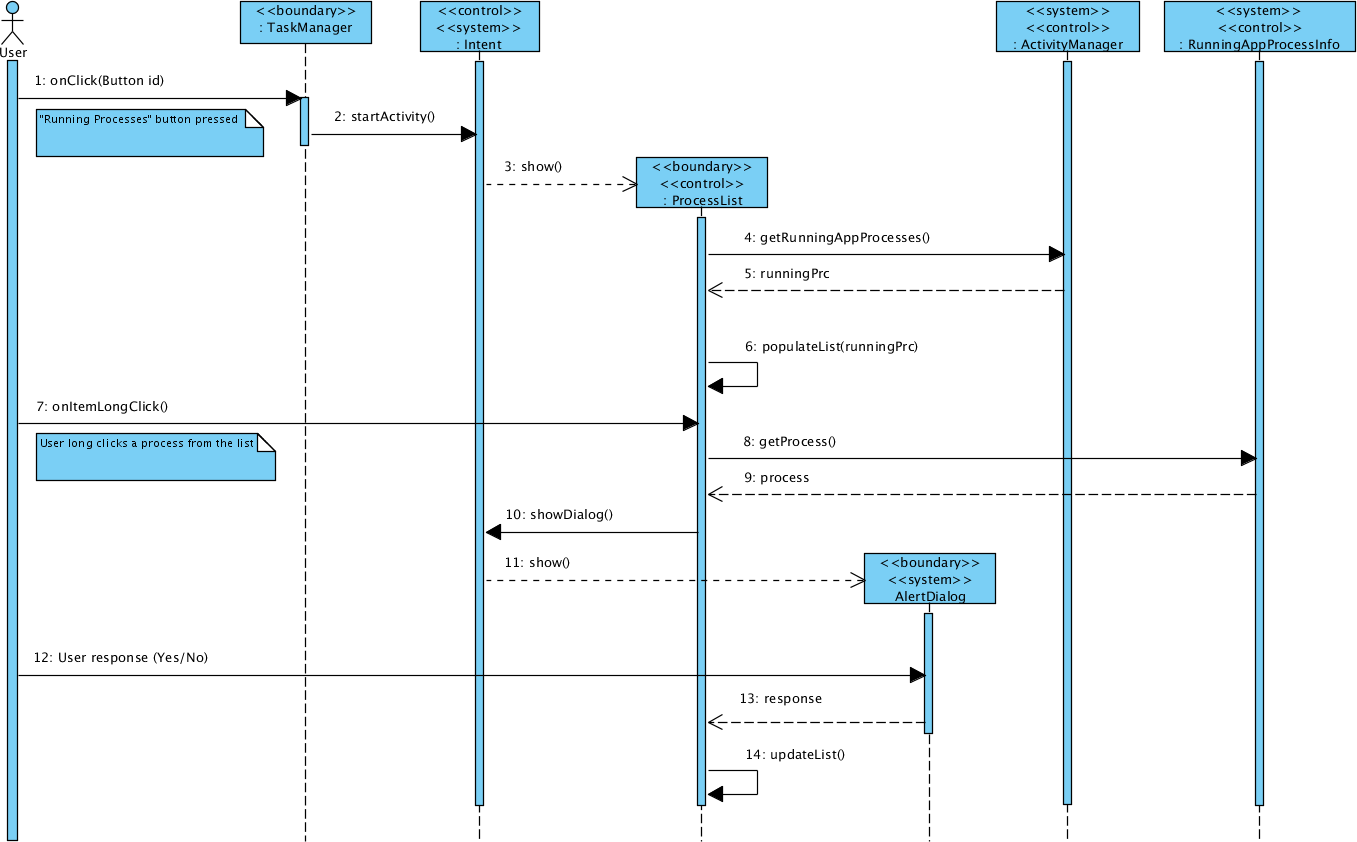 <<boundary>>
: TaskManager
<<control>>
<<system>>
: Intent
<<system>>
<<control>>
: ActivityManager
<<system>>
<<control>>
: RunningAppProcessInfo
User
1: onClick(Button id)
"Running Processes" button pressed
2: startActivity()
3: show()
<<boundary>>
<<control>>
: ProcessList
4: getRunningAppProcesses()
5: runningPrc
6: populateList(runningPrc)
7: onItemLongClick()
User long clicks a process from the list
8: getProcess()
9: process
10: showDialog()
11: show()
<<boundary>>
<<system>>
AlertDialog
12: User response (Yes/No)
13: response
14: updateList()